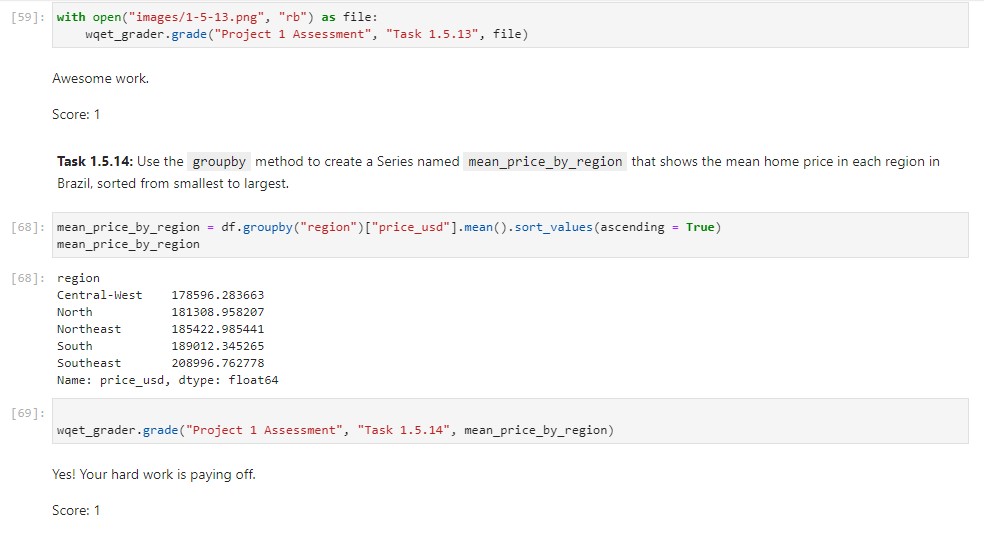 [59]: with open("images/1-5-13.png", "rb") as file:
    wqet_grader.grade("Project 1 Assessment", "Task 1.5.13", file)
Awesome work.
Score: 1
Task 1.5.14: Use the groupby method to create a Series named mean_price_by_region that shows the mean home price in each region in
Brazil, sorted from smallest to largest.
[68]: mean_price_by_region = df.groupby("region")["price_usd"].mean().sort_values(ascending = True)
mean_price_by_region
[68]: region
Central-West    178596.283663
North           181308.958207
Northeast       185422.985441
South           189012.345265
Southeast       208996.762778
Name: price_usd, dtype: float64
[69]:
wqet_grader.grade("Project 1 Assessment", "Task 1.5.14", mean_price_by_region)
Yes! Your hard work is paying off.
Score: 1